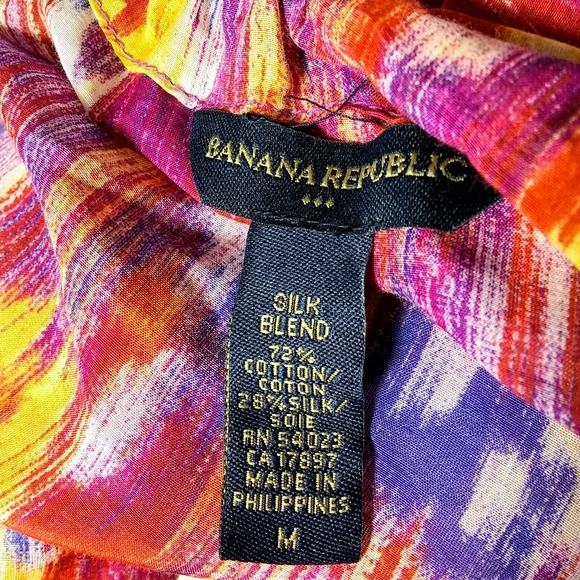 BANANA REPUBLIC
SILK
BLEND
72%
COTTON/
COTON
28%SILK/
SOIE
RN 54023
CA 17897
MADE IN
PHILIPPINES
M